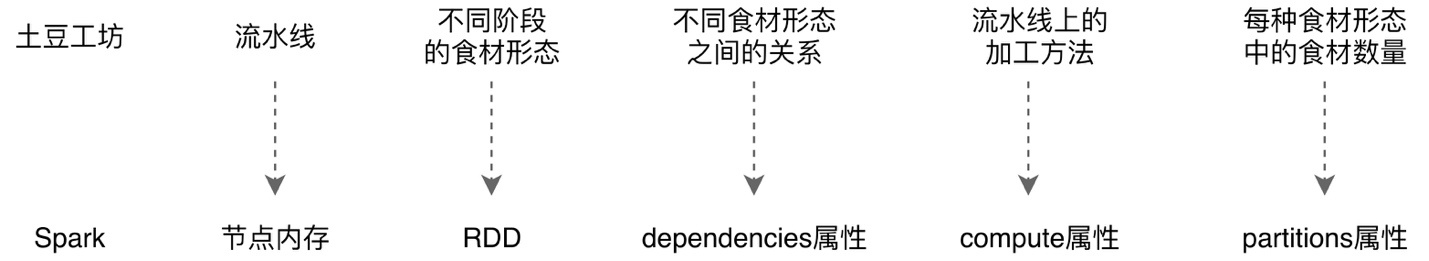 土豆工坊
流水线
不同阶段
的食材形态
不同食材形态
之间的关系
流水线上的
加工方法
每种食材形态
中的食材数量
Spark
节点内存
RDD
dependencies属性
compute属性
partitions属性